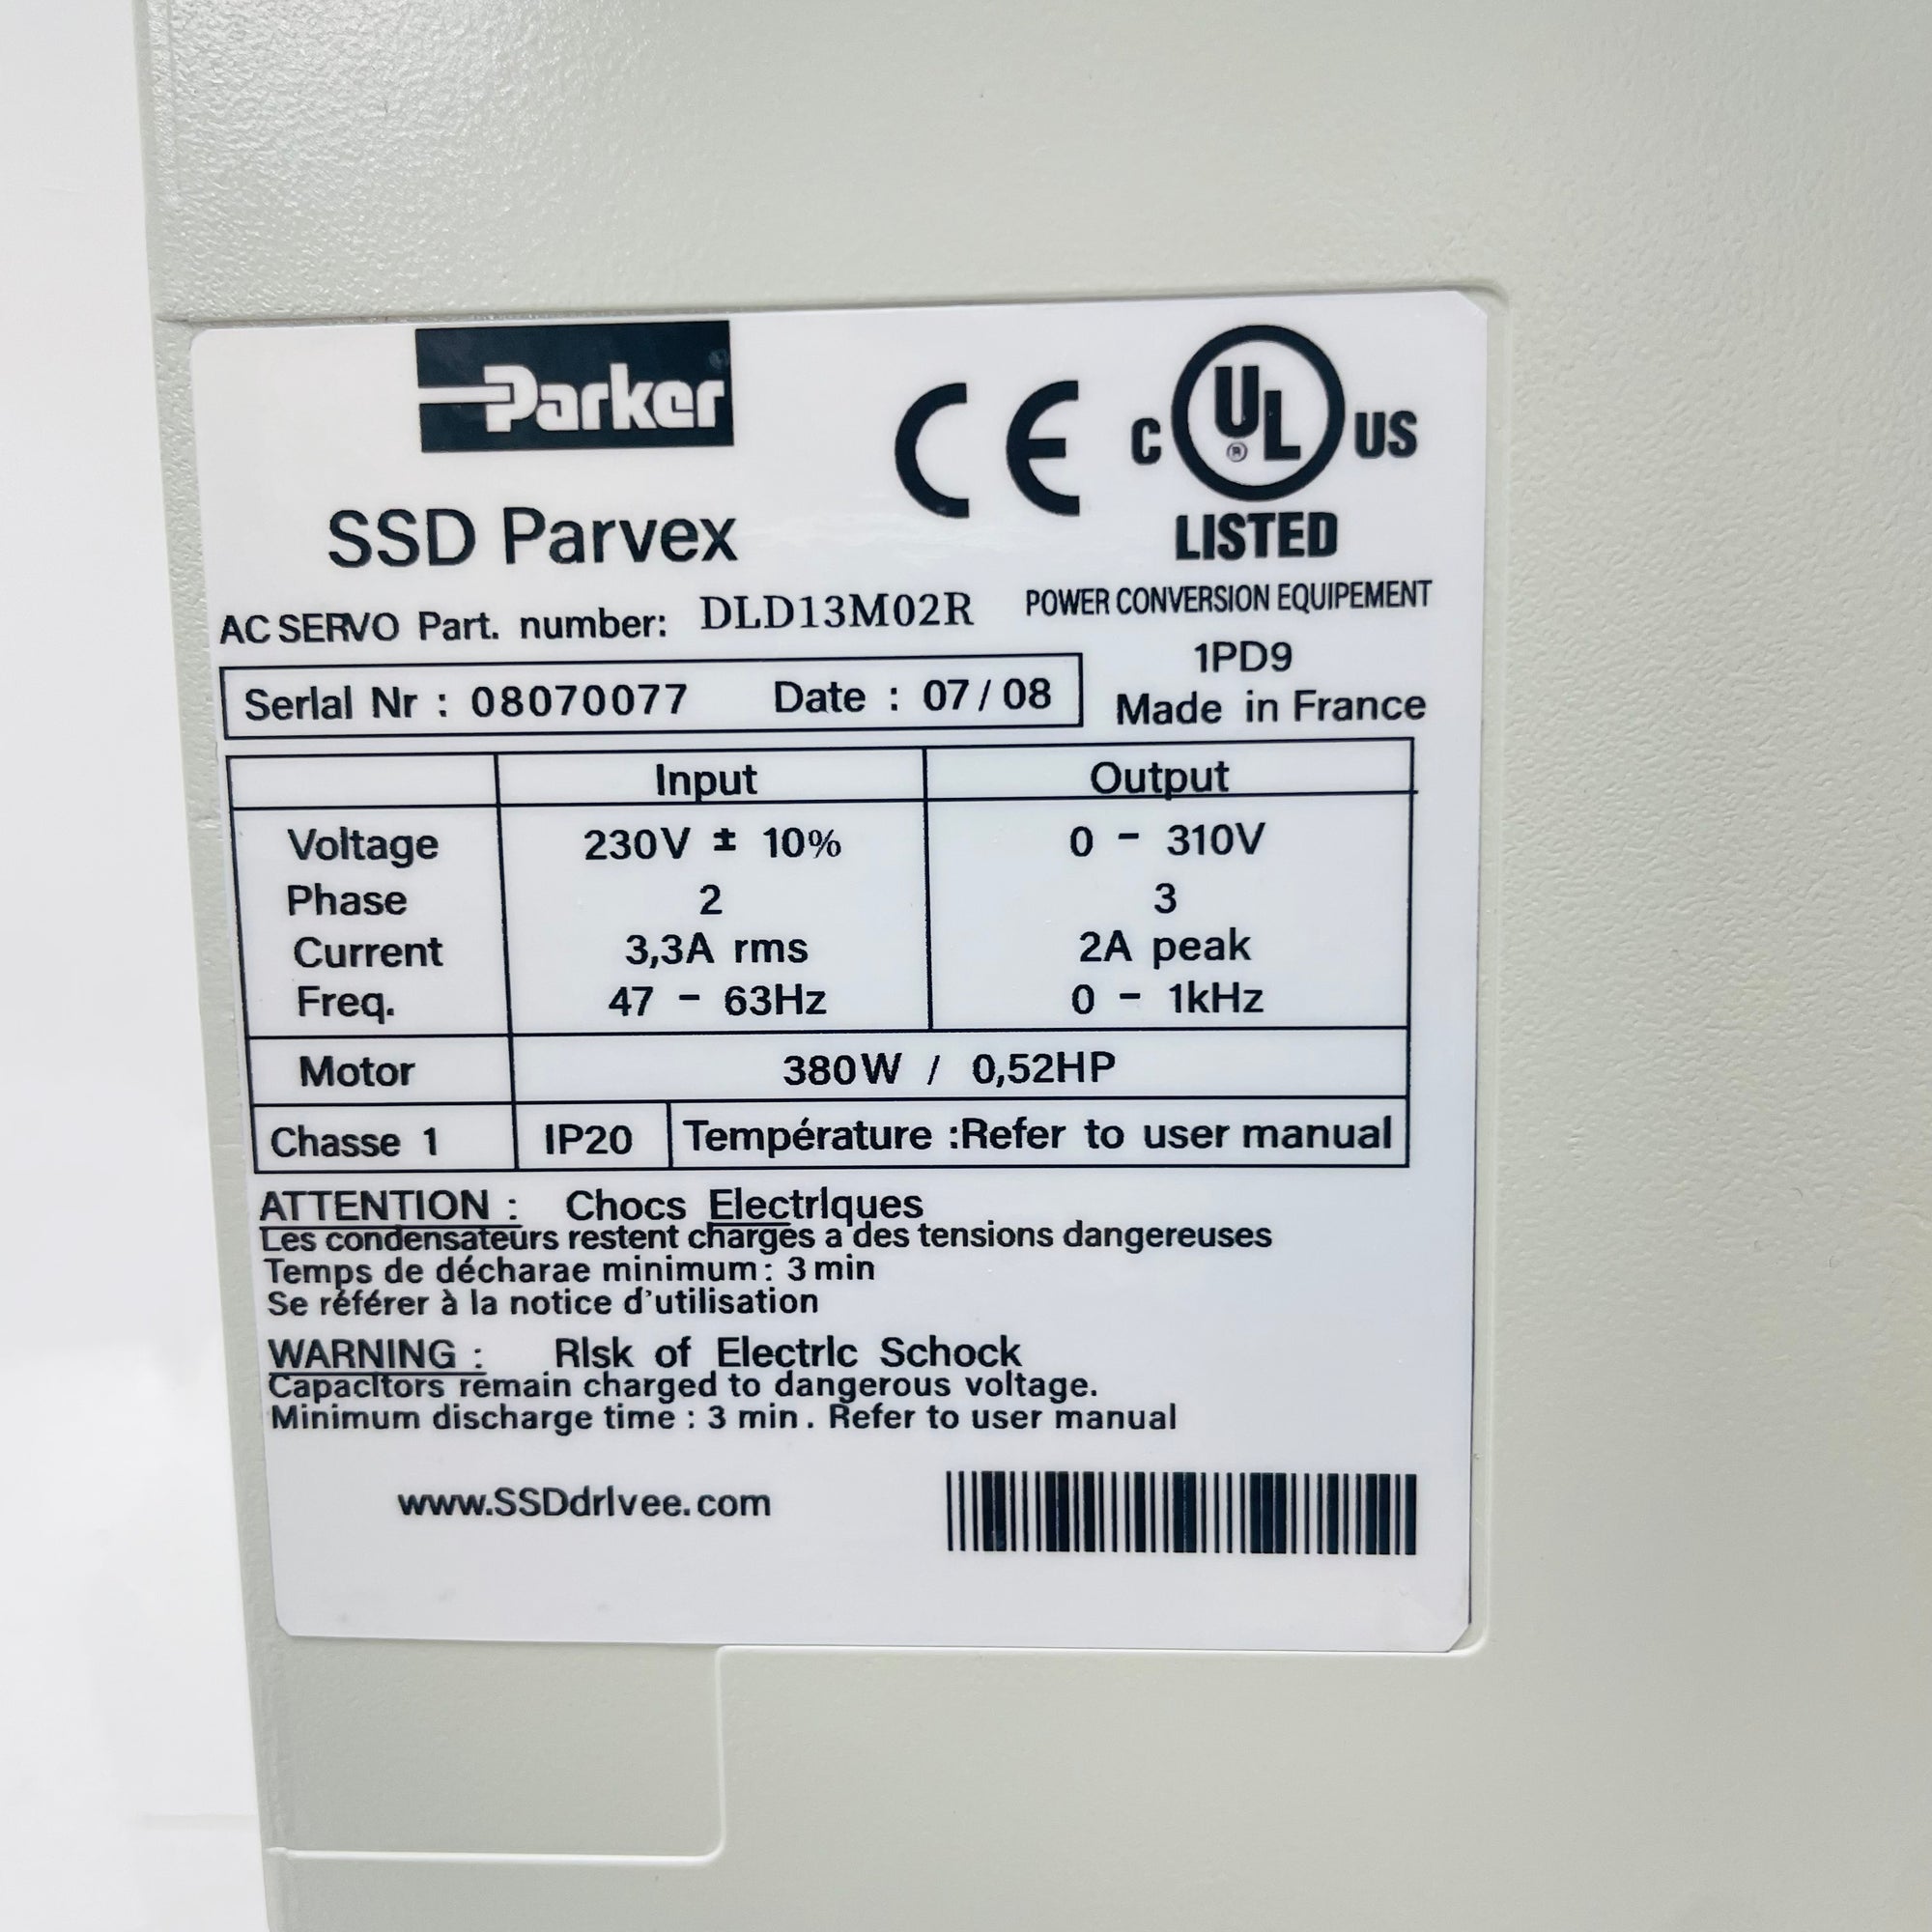 Parker
CE
C UL ® US
LISTED
SSD Parvex
AC SERVO Part. number: DLD13M02R
POWER CONVERSION EQUIPEMENT
1PD9
Serlal Nr : 08070077 Date : 07/08
Made in France
Input Output
Voltage 230V ± 10% 0 - 310V
Phase 2 3
Current 3,3A rms 2A peak
Freq. 47 - 63Hz 0 - 1kHz
Motor 380W / 0,52HP
Chasse 1 IP20 Température :Refer to user manual
ATTENTION : Chocs Electrlques
Les condensateurs restent charges a des tensions dangereuses
Temps de décharae minimum: 3 min
Se référer à la notice d'utilisation
WARNING : Rlsk of Electrlc Schock
Capacltors remain charged to dangerous voltage.
Minimum discharge time : 3 min. Refer to user manual
www.SSDdrlvee.com